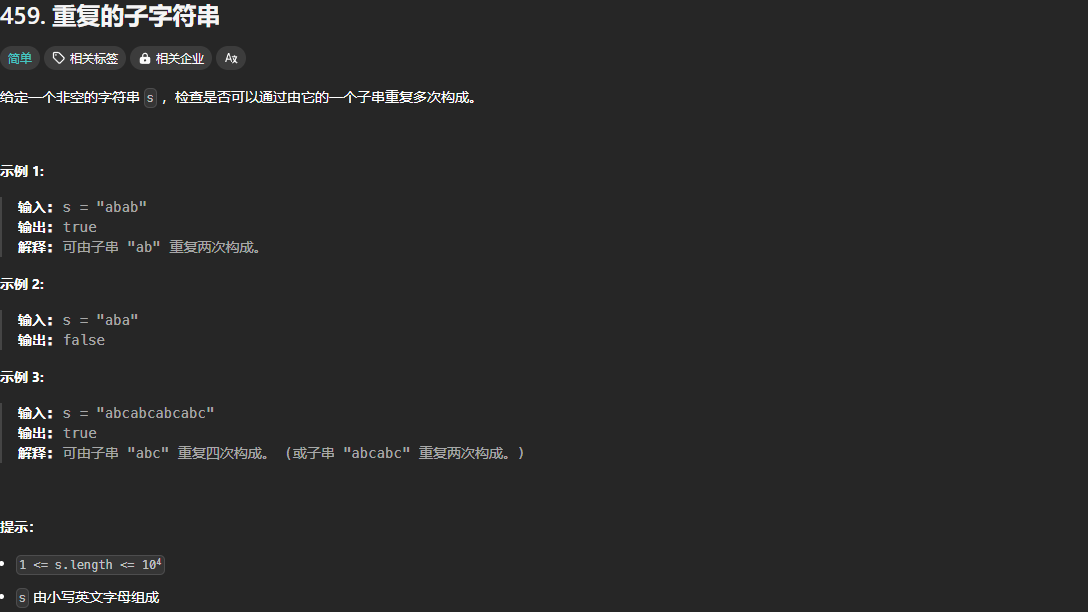 459. 重复的子字符串
简单 相关标签 相关企业 Ax
给定一个非空的字符串 s ，检查是否可以通过由它的一个子串重复多次构成。
示例 1:
输入: s = "abab"
输出: true
解释: 可由子串 "ab" 重复两次构成。
示例 2:
输入: s = "aba"
输出: false
示例 3:
输入: s = "abcabcabcabc"
输出: true
解释: 可由子串 "abc" 重复四次构成。 (或子串 "abcabc" 重复两次构成。)
提示：
• 1 <= s.length <= 10⁴
• s 由小写英文字母组成